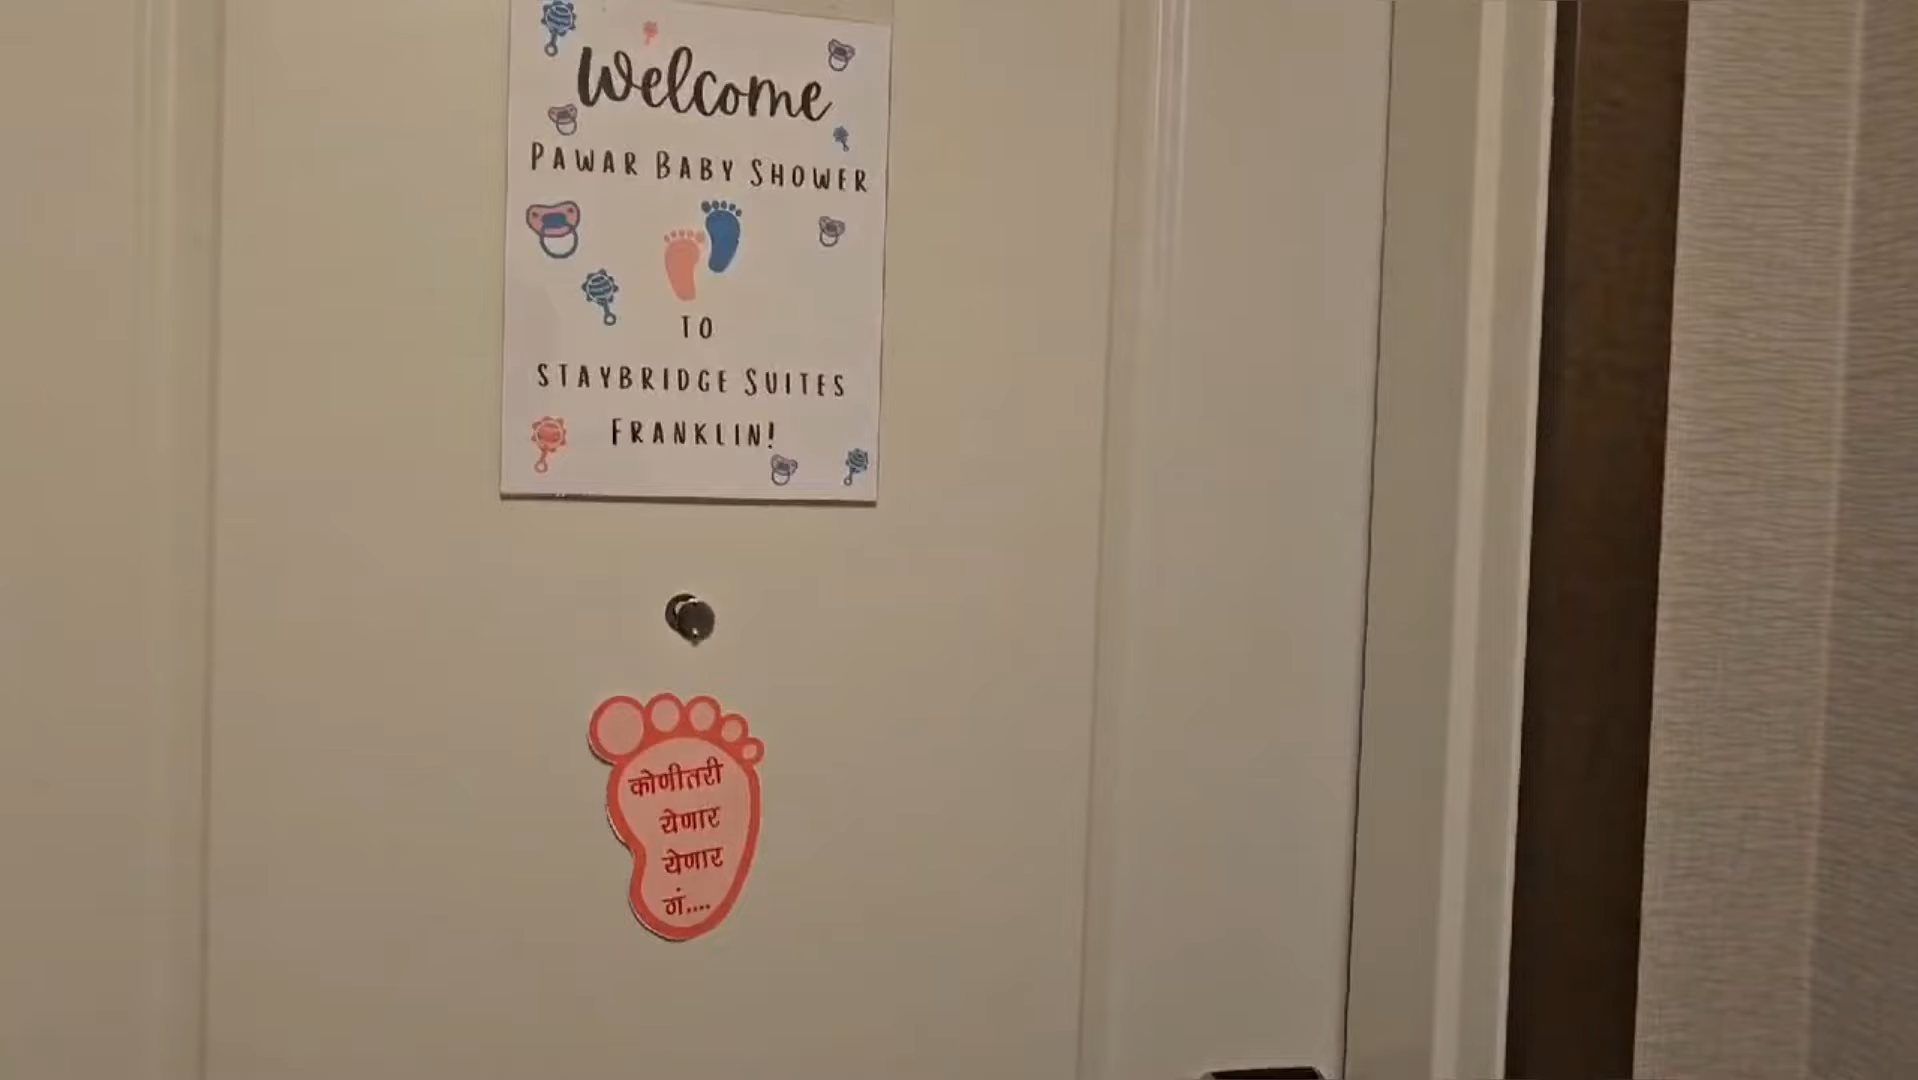 Welcome
PAWAR BABY SHOWER
TO
STAYBRIDGE SUITES
FRANKLIN!
कोणीतरी
येणार
येणार
गं....